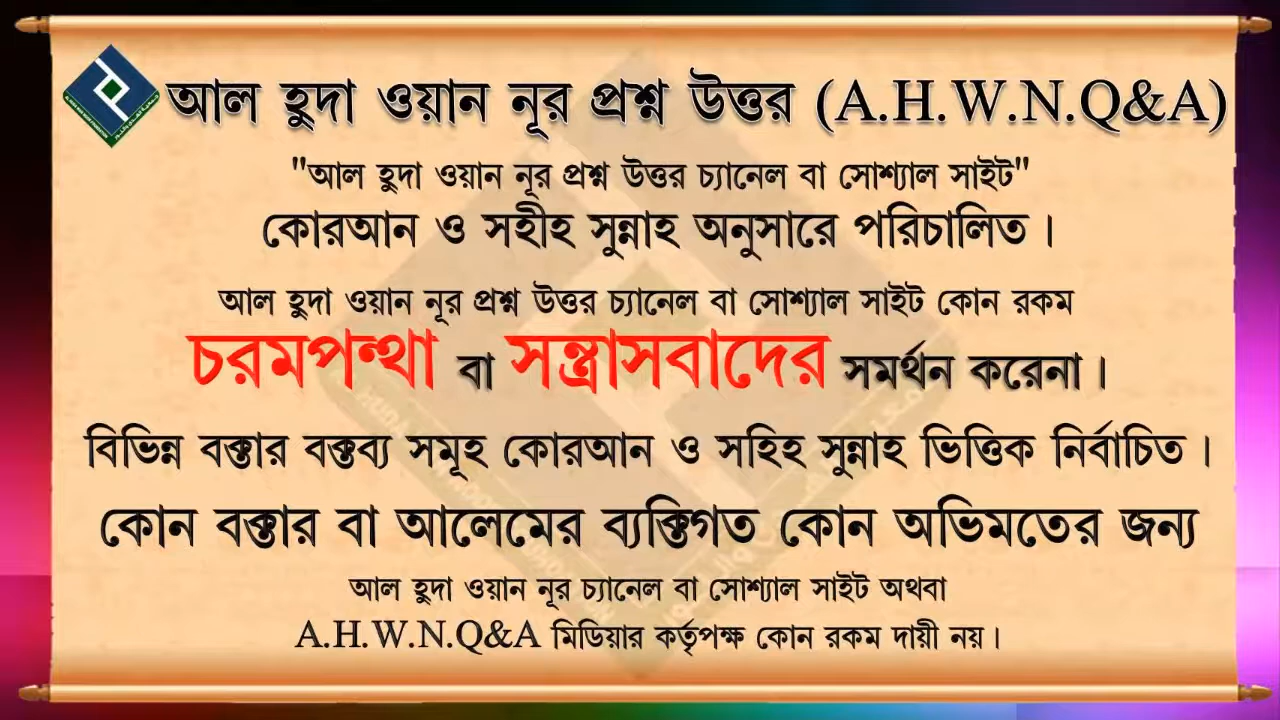 আল হুদা ওয়ান নূর প্রশ্ন উত্তর (A.H.W.N.Q&A)
"আল হুদা ওয়ান নূর প্রশ্ন উত্তর চ্যানেল বা সোশ্যাল সাইট"
কোরআন ও সহীহ সুন্নাহ অনুসারে পরিচালিত।
আল হুদা ওয়ান নূর প্রশ্ন উত্তর চ্যানেল বা সোশ্যাল সাইট কোন রকম
চরমপন্থা বা সন্ত্রাসবাদের সমর্থন করেনা।
বিভিন্ন বক্তার বক্তব্য সমূহ কোরআন ও সহিহ সুন্নাহ ভিত্তিক নির্বাচিত।
কোন বক্তার বা আলেমের ব্যক্তিগত কোন অভিমতের জন্য
আল হুদা ওয়ান নূর চ্যানেল বা সোশ্যাল সাইট অথবা
A.H.W.N.Q&A মিডিয়ার কর্তৃপক্ষ কোন রকম দায়ী নয়।